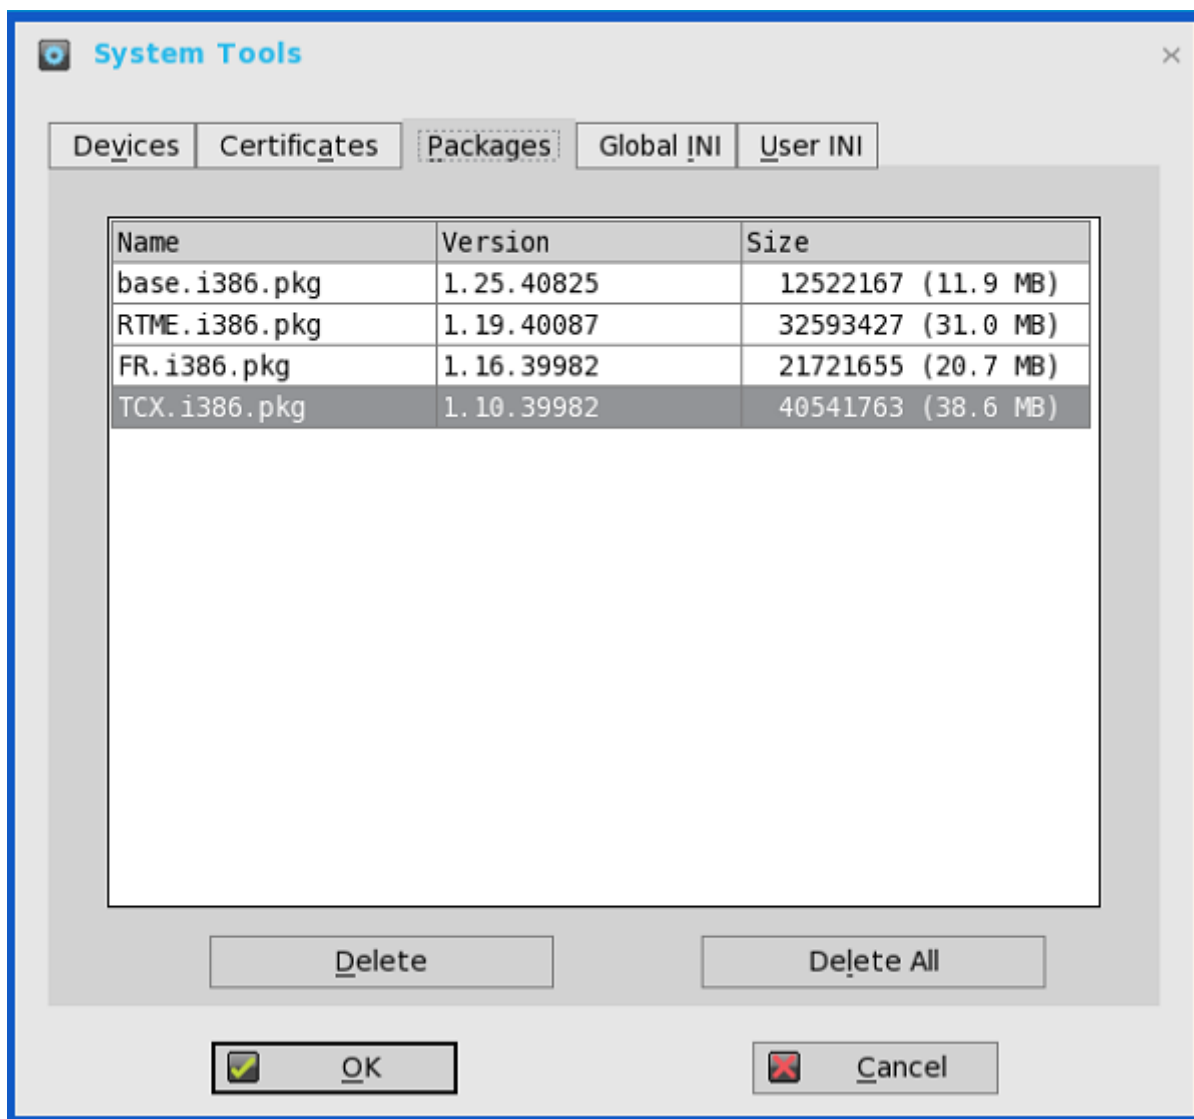 System Tools
Devices Certificates Packages Global INI User INI
Name Version Size
base.i386.pkg 1.25.40825 12522167 (11.9 MB)
RTME.i386.pkg 1.19.40087 32593427 (31.0 MB)
FR.i386.pkg 1.16.39982 21721655 (20.7 MB)
TCX.i386.pkg 1.10.39982 40541763 (38.6 MB)
Delete Delete All
OK Cancel